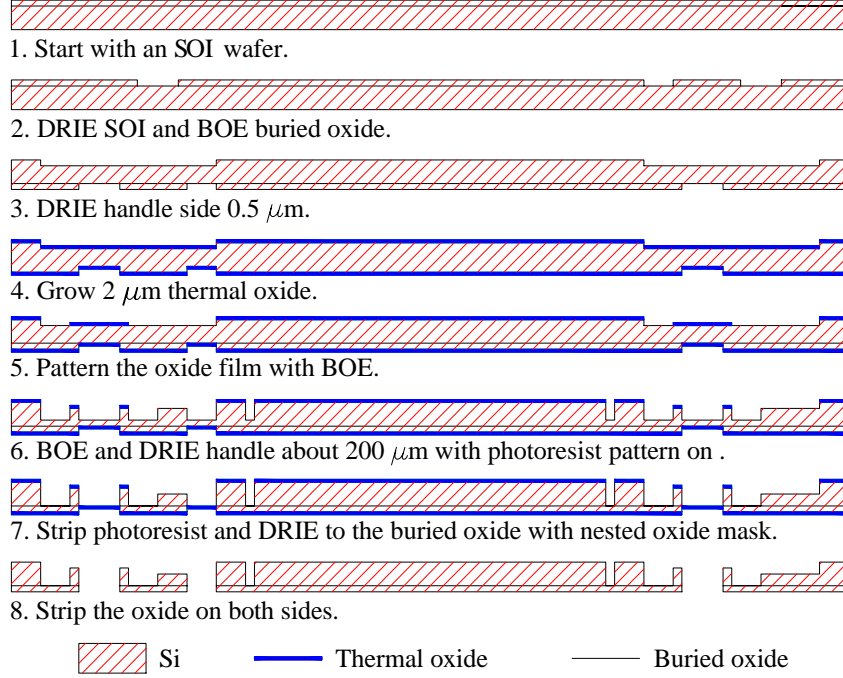 1. Start with an SOI wafer.
2. DRIE SOI and BOE buried oxide.
3. DRIE handle side 0.5 μm.
4. Grow 2 μm thermal oxide.
5. Pattern the oxide film with BOE.
6. BOE and DRIE handle about 200 μm with photoresist pattern on .
7. Strip photoresist and DRIE to the buried oxide with nested oxide mask.
8. Strip the oxide on both sides.
Si Thermal oxide Buried oxide